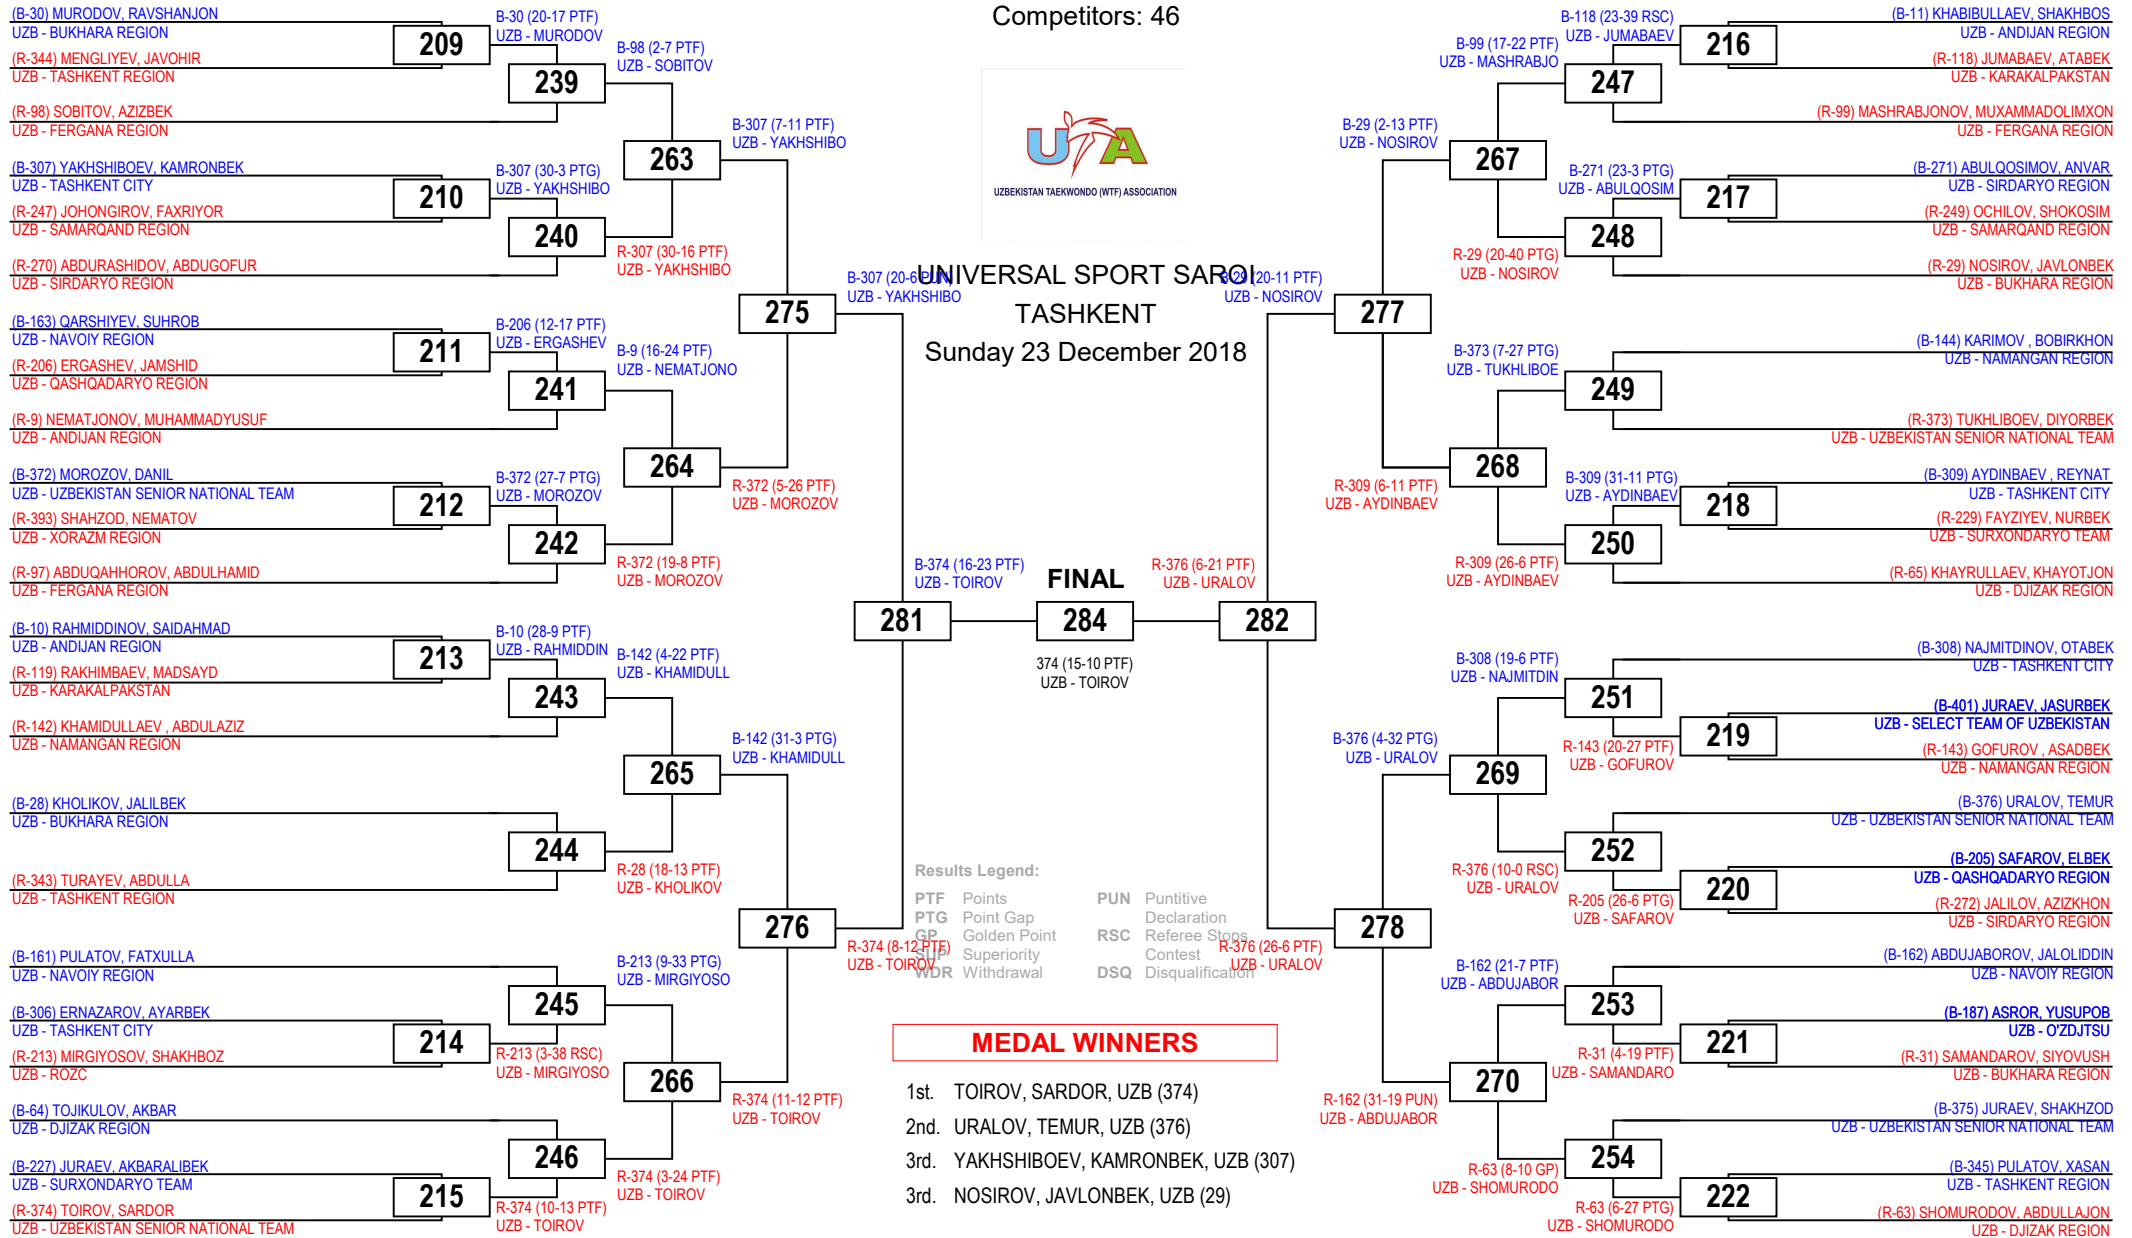 Competitors: 46
UTA
UZBEKISTAN TAEKWONDO (WTF) ASSOCIATION
UNIVERSAL SPORT SAROI
TASHKENT
Sunday 23 December 2018
(B-30) MURODOV, RAVSHANJON
UZB - BUKHARA REGION
(R-344) MENGLIYEV, JAVOHIR
UZB - TASHKENT REGION
(R-98) SOBITOV, AZIZBEK
UZB - FERGANA REGION
(B-307) YAKHSHIBOEV, KAMRONBEK
UZB - TASHKENT CITY
(R-247) JOHONGIROV, FAXRIYOR
UZB - SAMARQAND REGION
(R-270) ABDURASHIDOV, ABDUGOFUR
UZB - SIRDARYO REGION
(B-163) QARSHIYEV, SUHROB
UZB - NAVOIY REGION
(R-206) ERGASHEV, JAMSHID
UZB - QASHQADARYO REGION
(R-9) NEMATJONOV, MUHAMMADYUSUF
UZB - ANDIJAN REGION
(B-372) MOROZOV, DANIL
UZB - UZBEKISTAN SENIOR NATIONAL TEAM
(R-393) SHAHZOD, NEMATOV
UZB - XORAZM REGION
(R-97) ABDUQAHHOROV, ABDULHAMID
UZB - FERGANA REGION
(B-10) RAHMIDDINOV, SAIDAHMAD
UZB - ANDIJAN REGION
(R-119) RAKHIMBAEV, MADSAYD
UZB - KARAKALPAKSTAN
(R-142) KHAMIDULLAEV , ABDULAZIZ
UZB - NAMANGAN REGION
(B-28) KHOLIKOV, JALILBEK
UZB - BUKHARA REGION
(R-343) TURAYEV, ABDULLA
UZB - TASHKENT REGION
(B-161) PULATOV, FATXULLA
UZB - NAVOIY REGION
(B-306) ERNAZAROV, AYARBEK
UZB - TASHKENT CITY
(R-213) MIRGIYOSOV, SHAKHBOZ
UZB - ROZC
(B-64) TOJIKULOV, AKBAR
UZB - DJIZAK REGION
(B-227) JURAEV, AKBARALIBEK
UZB - SURXONDARYO TEAM
(R-374) TOIROV, SARDOR
UZB - UZBEKISTAN SENIOR NATIONAL TEAM
209
210
211
212
213
214
215
B-30 (20-17 PTF)
UZB - MURODOV
B-307 (30-3 PTG)
UZB - YAKHSHIBO
B-206 (12-17 PTF)
UZB - ERGASHEV
B-372 (27-7 PTG)
UZB - MOROZOV
B-10 (28-9 PTF)
UZB - RAHMIDDIN
R-213 (3-38 RSC)
UZB - MIRGIYOSO
R-374 (10-13 PTF)
UZB - TOIROV
239
240
241
242
243
244
245
246
B-98 (2-7 PTF)
UZB - SOBITOV
R-307 (30-16 PTF)
UZB - YAKHSHIBO
B-9 (16-24 PTF)
UZB - NEMATJONO
R-372 (19-8 PTF)
UZB - MOROZOV
B-142 (4-22 PTF)
UZB - KHAMIDULL
R-28 (18-13 PTF)
UZB - KHOLIKOV
B-213 (9-33 PTG)
UZB - MIRGIYOSO
R-374 (3-24 PTF)
UZB - TOIROV
263
264
265
266
B-307 (7-11 PTF)
UZB - YAKHSHIBO
R-372 (5-26 PTF)
UZB - MOROZOV
B-142 (31-3 PTG)
UZB - KHAMIDULL
R-374 (11-12 PTF)
UZB - TOIROV
275
276
B-307 (20-6 PUN)
UZB - YAKHSHIBO
R-374 (8-12 PTF)
UZB - TOIROV
281
B-374 (16-23 PTF)
UZB - TOIROV
FINAL
284
374 (15-10 PTF)
UZB - TOIROV
R-376 (6-21 PTF)
UZB - URALOV
282
B-29 (20-11 PTF)
UZB - NOSIROV
R-376 (26-6 PTF)
UZB - URALOV
277
278
B-29 (2-13 PTF)
UZB - NOSIROV
R-309 (6-11 PTF)
UZB - AYDINBAEV
B-376 (4-32 PTG)
UZB - URALOV
R-162 (31-19 PUN)
UZB - ABDUJABOR
267
268
269
270
B-99 (17-22 PTF)
UZB - MASHRABJO
R-29 (20-40 PTG)
UZB - NOSIROV
B-373 (7-27 PTG)
UZB - TUKHLIBOE
R-309 (26-6 PTF)
UZB - AYDINBAEV
B-308 (19-6 PTF)
UZB - NAJMITDIN
R-376 (10-0 RSC)
UZB - URALOV
B-162 (21-7 PTF)
UZB - ABDUJABOR
R-63 (8-10 GP)
UZB - SHOMURODO
247
248
249
250
251
252
253
254
B-118 (23-39 RSC)
UZB - JUMABAEV
B-271 (23-3 PTG)
UZB - ABULQOSIM
B-309 (31-11 PTG)
UZB - AYDINBAEV
R-143 (20-27 PTF)
UZB - GOFUROV
R-205 (26-6 PTG)
UZB - SAFAROV
R-31 (4-19 PTF)
UZB - SAMANDARO
R-63 (6-27 PTG)
UZB - SHOMURODO
216
217
218
219
220
221
222
(B-11) KHABIBULLAEV, SHAKHBOS
UZB - ANDIJAN REGION
(R-118) JUMABAEV, ATABEK
UZB - KARAKALPAKSTAN
(R-99) MASHRABJONOV, MUXAMMADOLIMXON
UZB - FERGANA REGION
(B-271) ABULQOSIMOV, ANVAR
UZB - SIRDARYO REGION
(R-249) OCHILOV, SHOKOSIM
UZB - SAMARQAND REGION
(R-29) NOSIROV, JAVLONBEK
UZB - BUKHARA REGION
(B-144) KARIMOV , BOBIRKHON
UZB - NAMANGAN REGION
(R-373) TUKHLIBOEV, DIYORBEK
UZB - UZBEKISTAN SENIOR NATIONAL TEAM
(B-309) AYDINBAEV , REYNAT
UZB - TASHKENT CITY
(R-229) FAYZIYEV, NURBEK
UZB - SURXONDARYO TEAM
(R-65) KHAYRULLAEV, KHAYOTJON
UZB - DJIZAK REGION
(B-308) NAJMITDINOV, OTABEK
UZB - TASHKENT CITY
(B-401) JURAEV, JASURBEK
UZB - SELECT TEAM OF UZBEKISTAN
(R-143) GOFUROV , ASADBEK
UZB - NAMANGAN REGION
(B-376) URALOV, TEMUR
UZB - UZBEKISTAN SENIOR NATIONAL TEAM
(B-205) SAFAROV, ELBEK
UZB - QASHQADARYO REGION
(R-272) JALILOV, AZIZKHON
UZB - SIRDARYO REGION
(B-162) ABDUJABOROV, JALOLIDDIN
UZB - NAVOIY REGION
(B-187) ASROR, YUSUPOB
UZB - O'ZDJTSU
(R-31) SAMANDAROV, SIYOVUSH
UZB - BUKHARA REGION
(B-375) JURAEV, SHAKHZOD
UZB - UZBEKISTAN SENIOR NATIONAL TEAM
(B-345) PULATOV, XASAN
UZB - TASHKENT REGION
(R-63) SHOMURODOV, ABDULLAJON
UZB - DJIZAK REGION
Results Legend:
PTF Points
PTG Point Gap
GP Golden Point
SUP Superiority
WDR Withdrawal
PUN Puntitive
Declaration
RSC Referee Stops
Contest
DSQ Disqualification
MEDAL WINNERS
1st. TOIROV, SARDOR, UZB (374)
2nd. URALOV, TEMUR, UZB (376)
3rd. YAKHSHIBOEV, KAMRONBEK, UZB (307)
3rd. NOSIROV, JAVLONBEK, UZB (29)